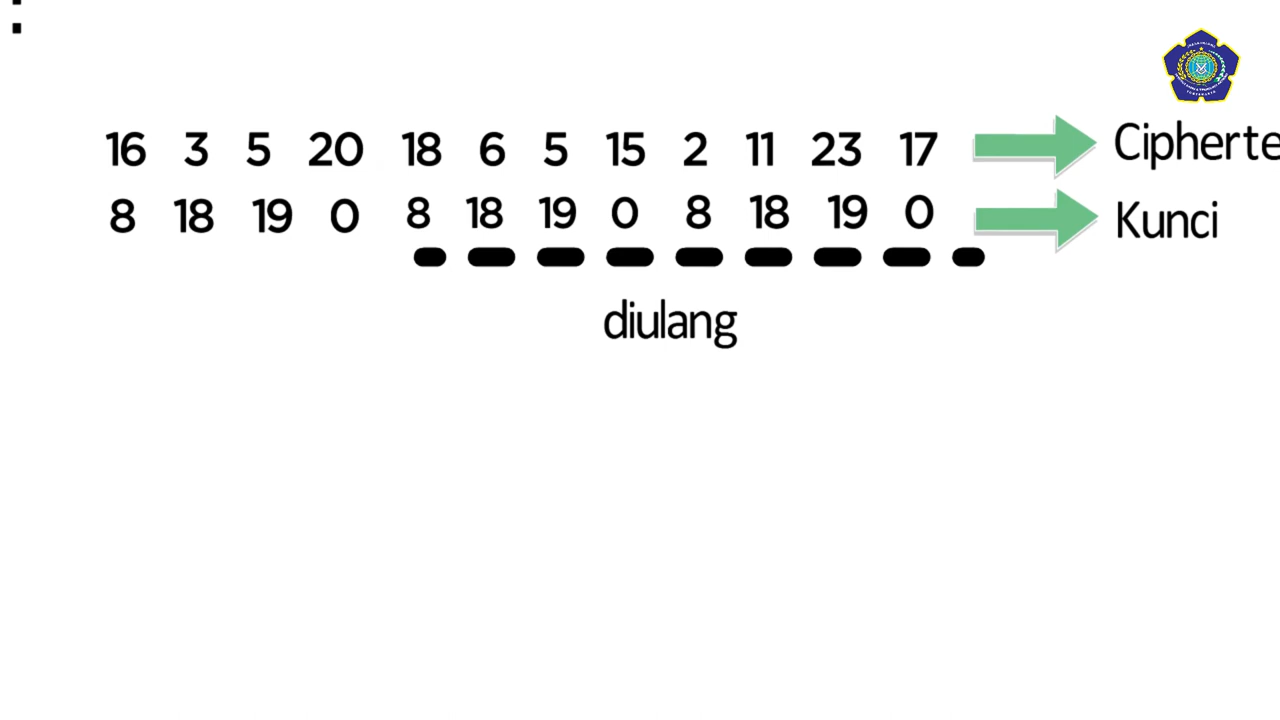 :
16 3 5 20 18 6 5 15 2 11 23 17 Cipherte
8 18 19 0 8 18 19 0 8 18 19 0 Kunci
diulang